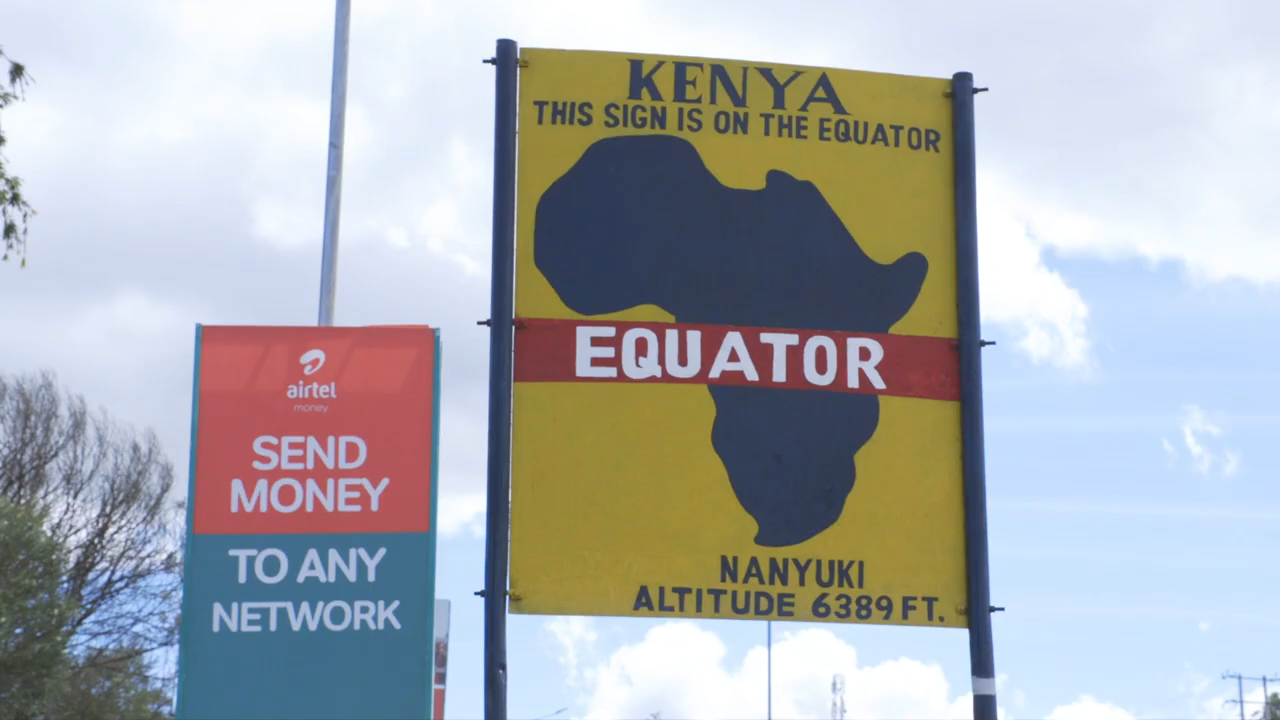 airtel
money
SEND
MONEY
TO ANY
NETWORK
KENYA
THIS SIGN IS ON THE EQUATOR
EQUATOR
NANYUKI
ALTITUDE 6389 FT.